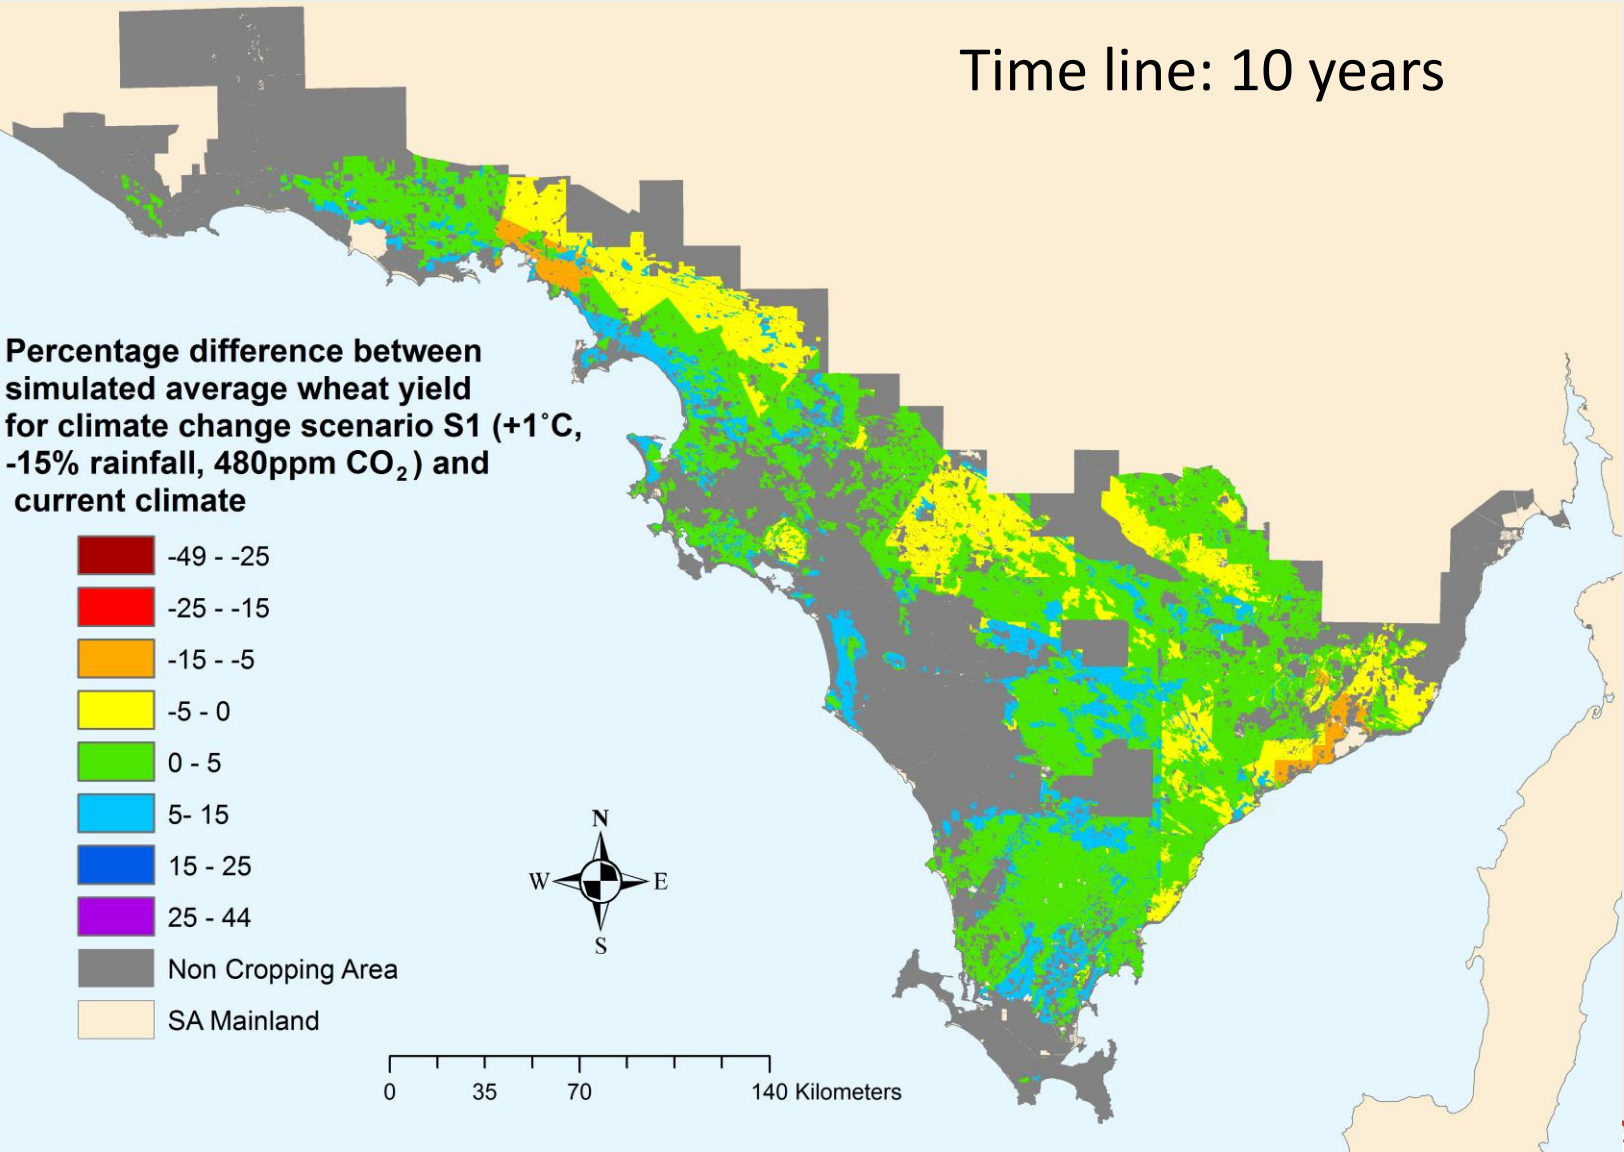 Time line: 10 years
Percentage difference between
simulated average wheat yield
for climate change scenario S1 (+1˚C,
-15% rainfall, 480ppm CO₂ ) and
current climate
-49 - -25
-25 - -15
-15 - -5
-5 - 0
0 - 5
5- 15
15 - 25
25 - 44
Non Cropping Area
SA Mainland
N
W E
S
0 35 70 140 Kilometers